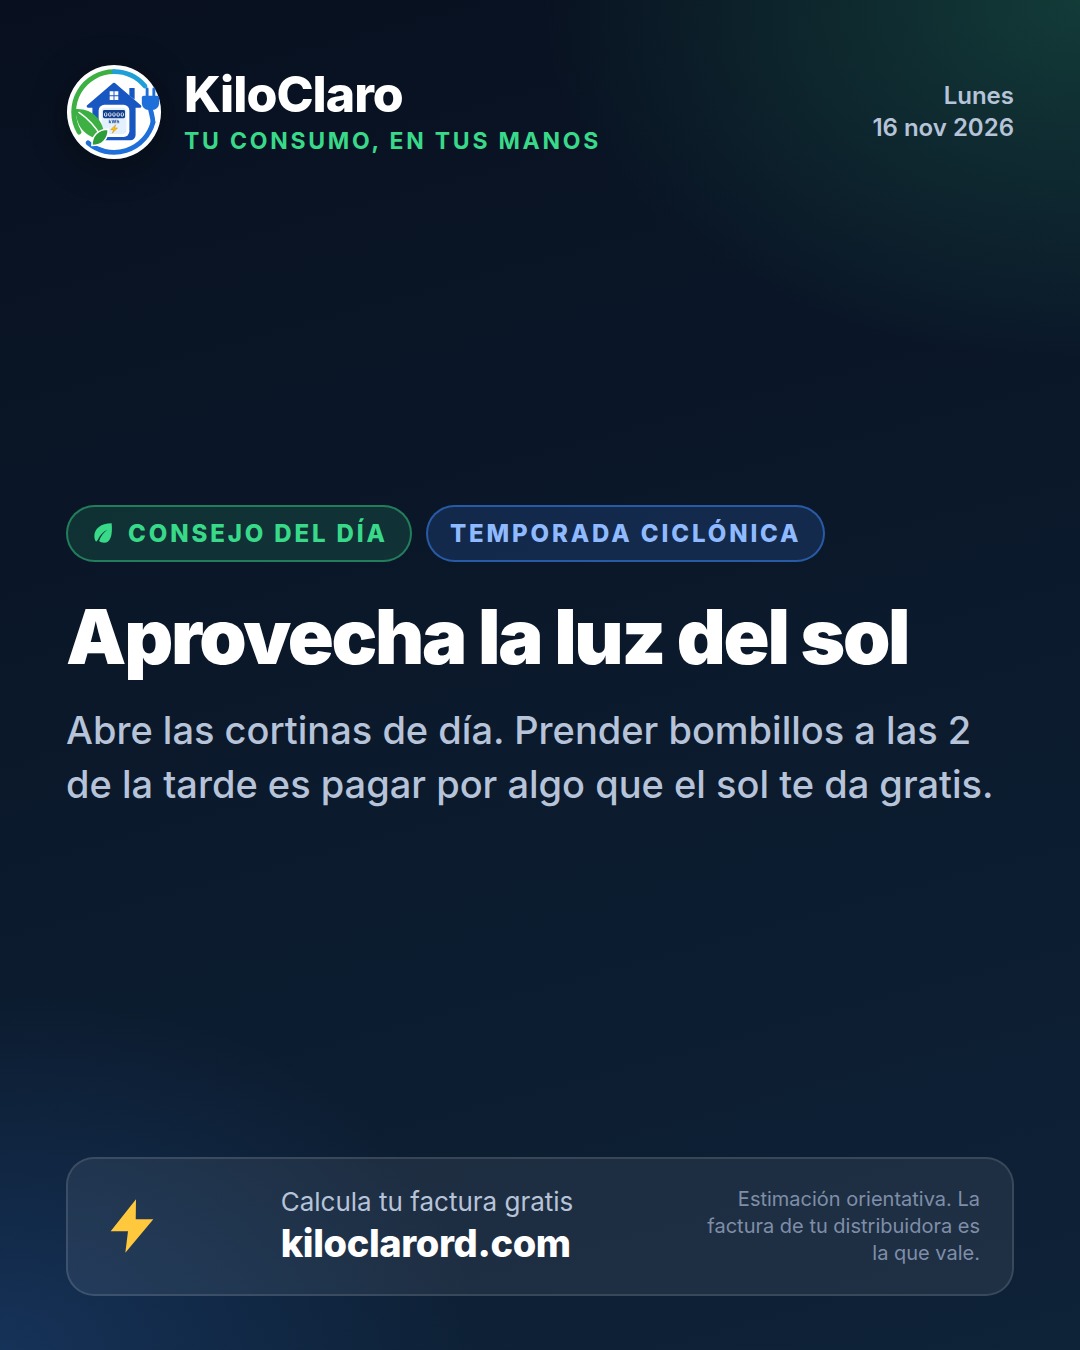 KiloClaro
TU CONSUMO, EN TUS MANOS
Lunes
16 nov 2026
00000
kWh
CONSEJO DEL DÍA
TEMPORADA CICLÓNICA
Aprovecha la luz del sol
Abre las cortinas de día. Prender bombillos a las 2
de la tarde es pagar por algo que el sol te da gratis.
Calcula tu factura gratis
kiloclarord.com
Estimación orientativa. La
factura de tu distribuidora es
la que vale.